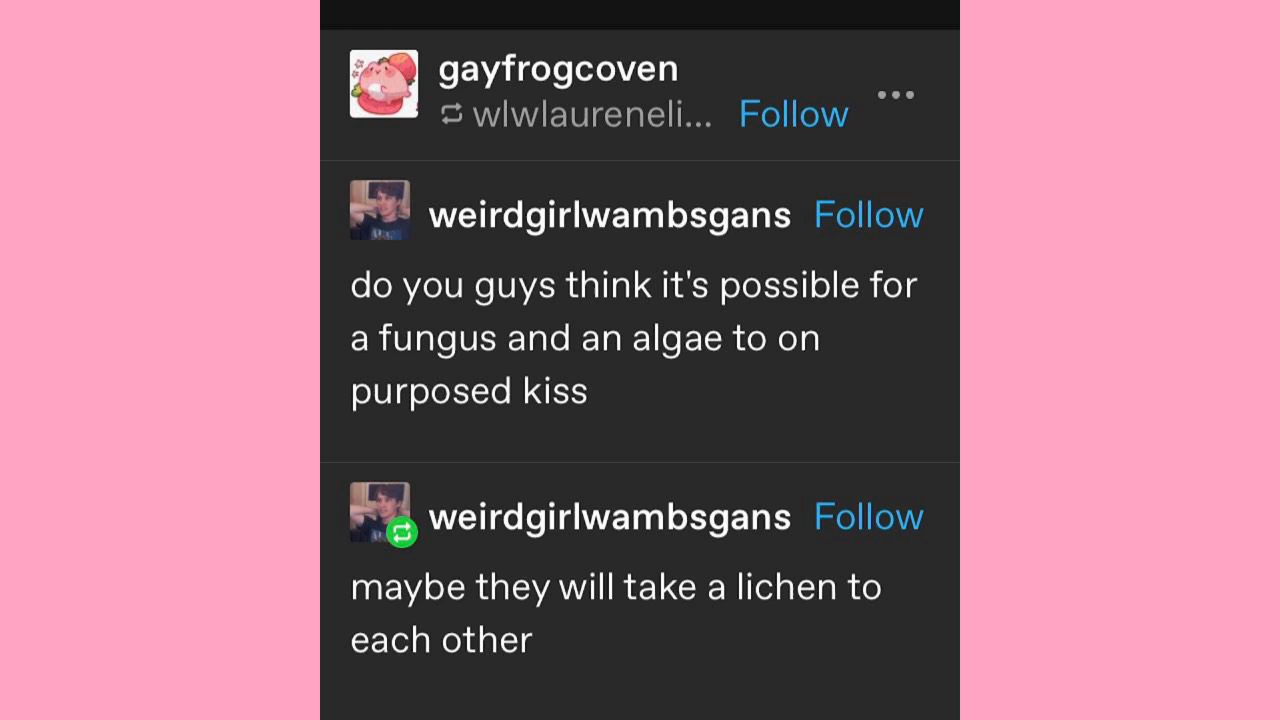 gayfrogcoven
wlwlaureneli... Follow
weirdgirlwambsgans Follow
do you guys think it's possible for
a fungus and an algae to on
purposed kiss
weirdgirlwambsgans Follow
maybe they will take a lichen to
each other